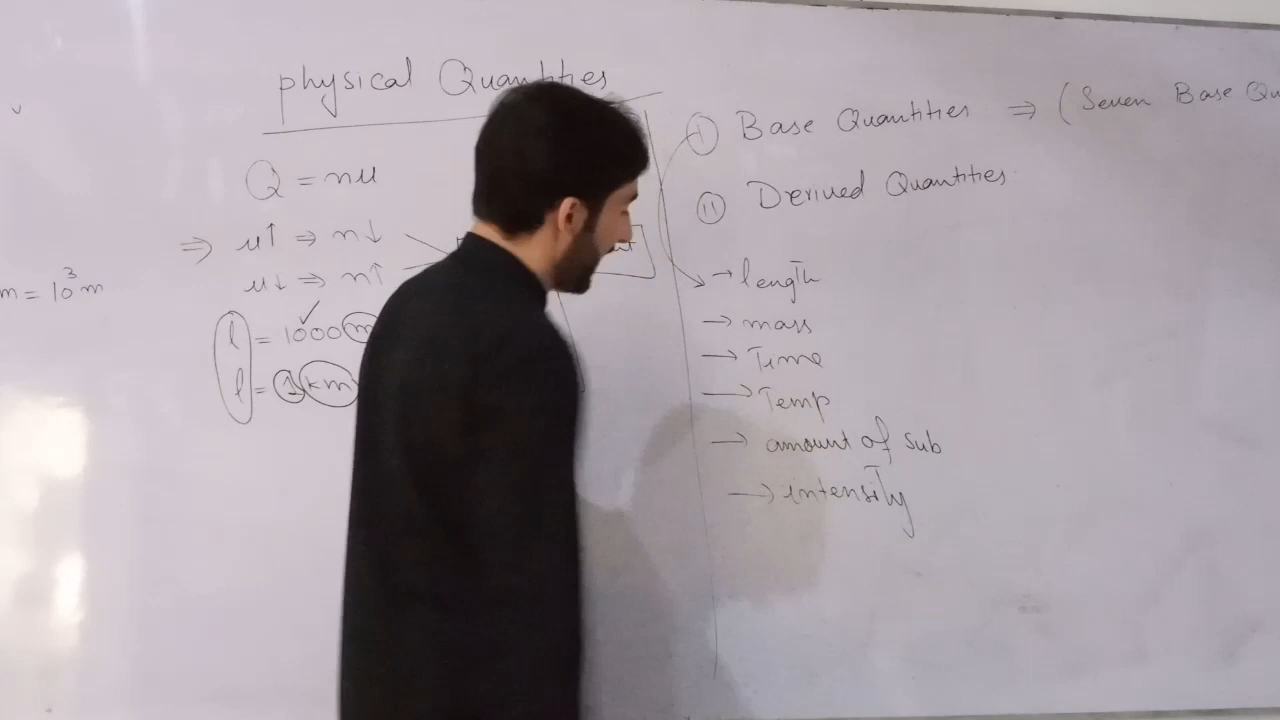 physical Quantities
Q = nu
⇒ u↑ ⇒ n↓
u↓ ⇒ n↑
m = 10³m
l = 1000 m
l = 1 km
I Base Quantities ⇒ (Seven Base
II Derived Quantities
→ length
→ mass
→ Time
→ Temp
→ amount of sub
→ intensity